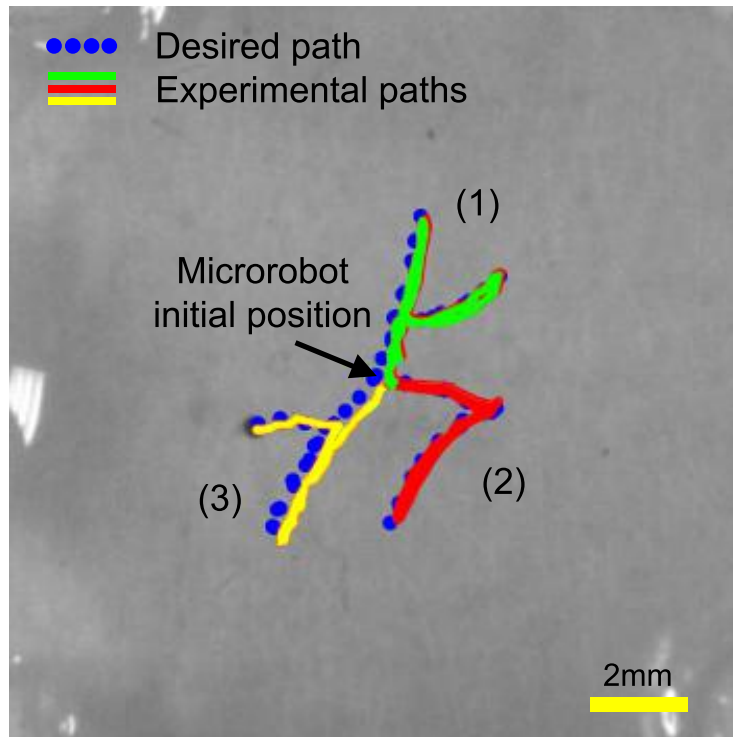 Desired path
Experimental paths
(1)
Microrobot
initial position
(2)
(3)
2mm